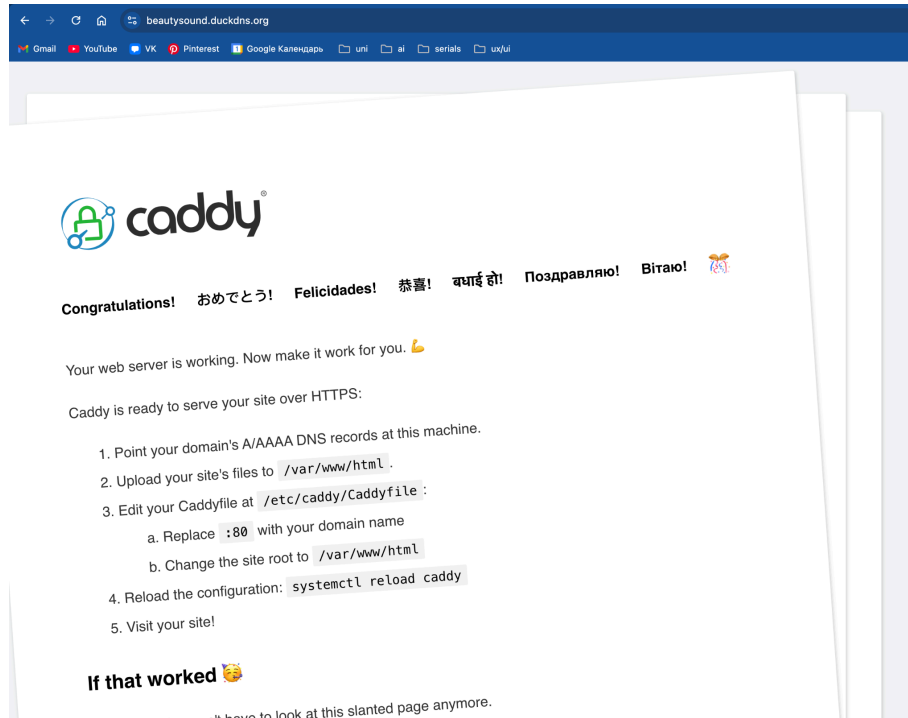 beautysound.duckdns.org
Gmail YouTube VK Pinterest Google Календарь uni ai serials ux/ui
caddy®
Congratulations! おめでとう! Felicidades! 恭喜! बधाई हो! Поздравляю! Вітаю! 🎊
Your web server is working. Now make it work for you. 💪
Caddy is ready to serve your site over HTTPS:
1. Point your domain's A/AAAA DNS records at this machine.
2. Upload your site's files to /var/www/html.
3. Edit your Caddyfile at /etc/caddy/Caddyfile:
a. Replace :80 with your domain name
b. Change the site root to /var/www/html
4. Reload the configuration: systemctl reload caddy
5. Visit your site!
If that worked 🥳
have to look at this slanted page anymore.